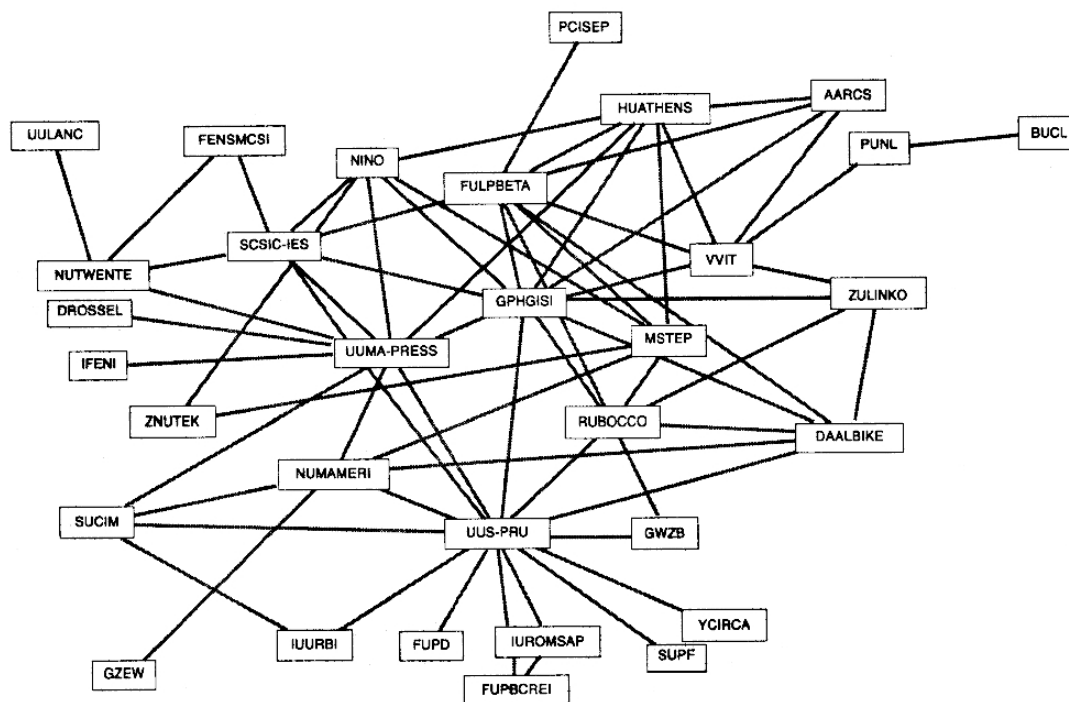 PCISEP
HUATHENS
AARCS
UULANC
FENSMCSI
BUCL
NINO
PUNL
FULPBETA
SCSIC-IES
VVIT
NUTWENTE
GPHGISI
ZULINKO
DROSSEL
MSTEP
UUMA-PRESS
IFENI
ZNUTEK
RUBOCCO
DAALBIKE
NUMAMERI
SUCIM
UUS-PRU
GWZB
YCIRCA
IUURBI
FUPD
IUROMSAP
SUPF
GZEW
FUPBCREI